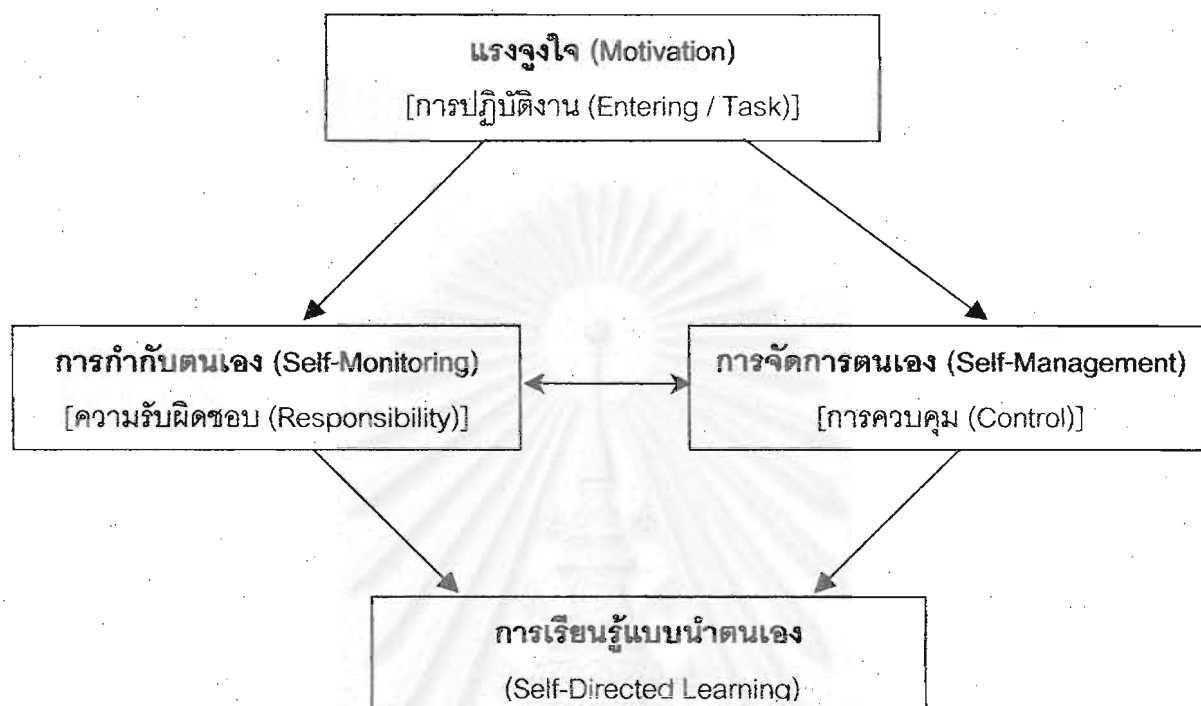 แรงจูงใจ (Motivation)
[การปฏิบัติงาน (Entering / Task)]
การกำกับตนเอง (Self-Monitoring)
[ความรับผิดชอบ (Responsibility)]
การจัดการตนเอง (Self-Management)
[การควบคุม (Control)]
การเรียนรู้แบบนำตนเอง
(Self-Directed Learning)